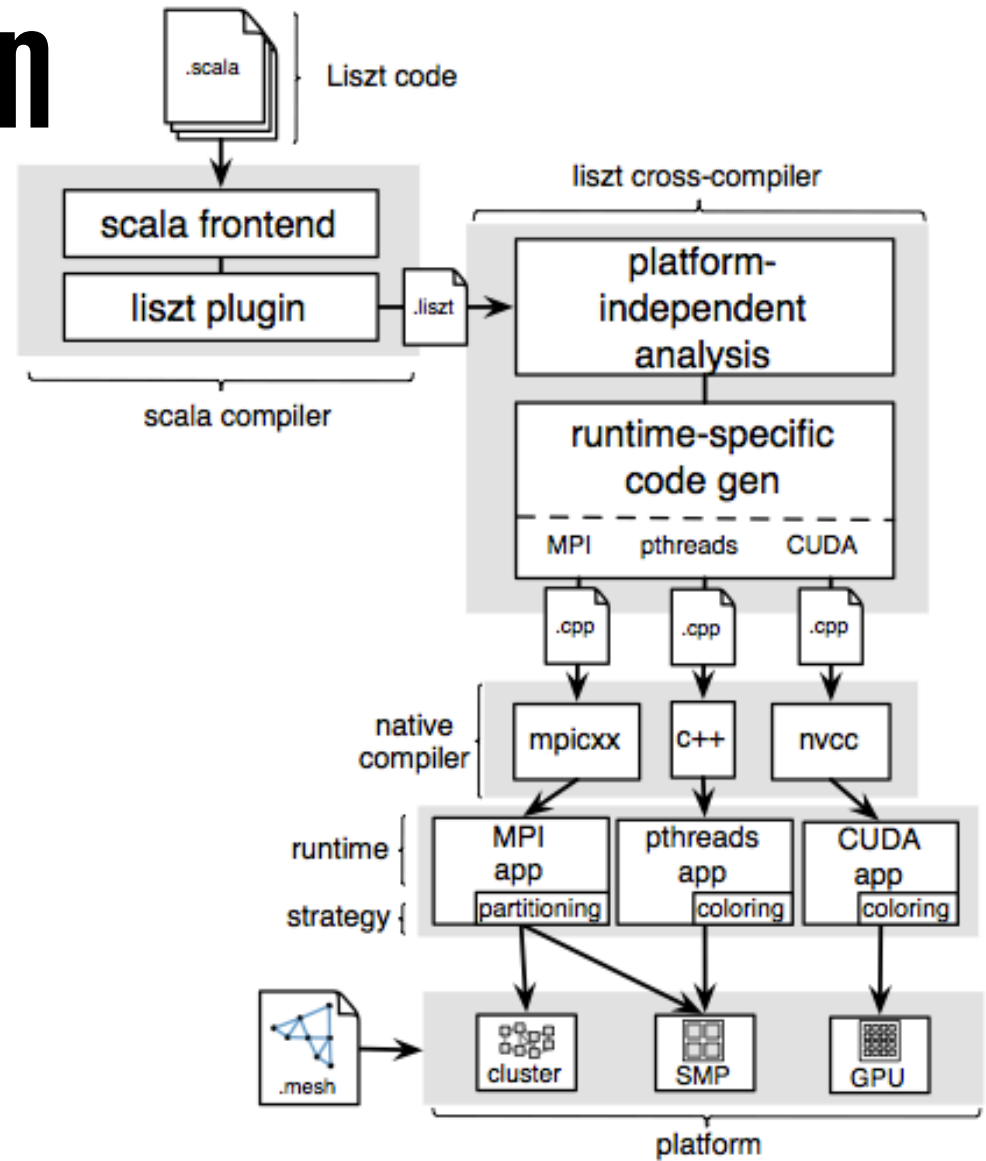 n
.scala
Liszt code
scala frontend
liszt plugin
scala compiler
.liszt
liszt cross-compiler
platform-
independent
analysis
runtime-specific
code gen
MPI pthreads CUDA
.cpp .cpp .cpp
native
compiler
mpicxx c++ nvcc
runtime
strategy
MPI
app
partitioning
pthreads
app
coloring
CUDA
app
coloring
.mesh
cluster SMP GPU
platform